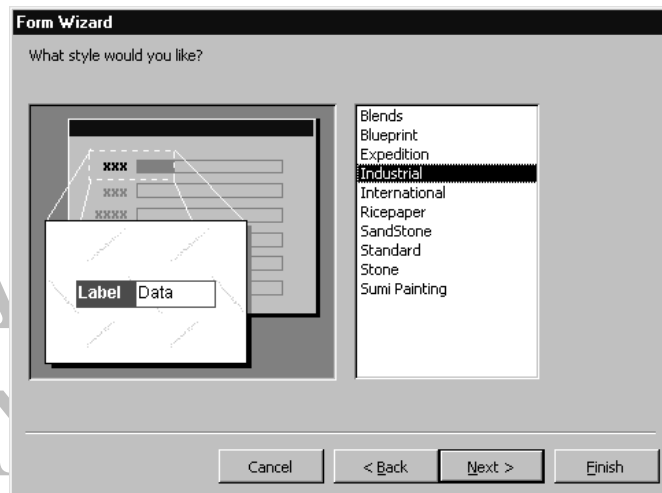 Form Wizard
What style would you like?
xxx
xxx
xxxx
Label Data
Blends
Blueprint
Expedition
Industrial
International
Ricepaper
SandStone
Standard
Stone
Sumi Painting
Cancel
< Back
Next >
Finish